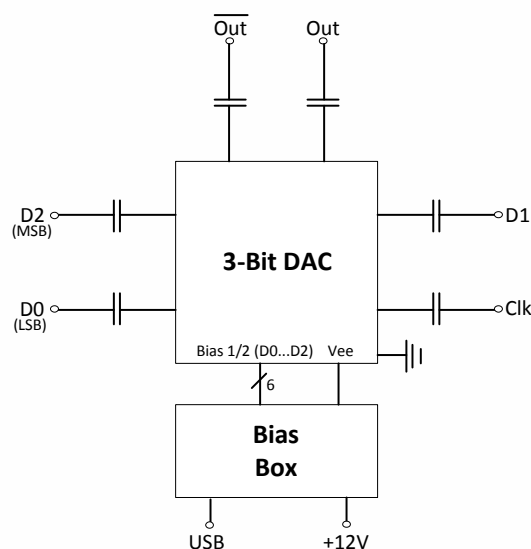 Out Out
D2 D1
(MSB)
3-Bit DAC
D0 Clk
(LSB)
Bias 1/2 (D0...D2) Vee
6
Bias
Box
USB +12V